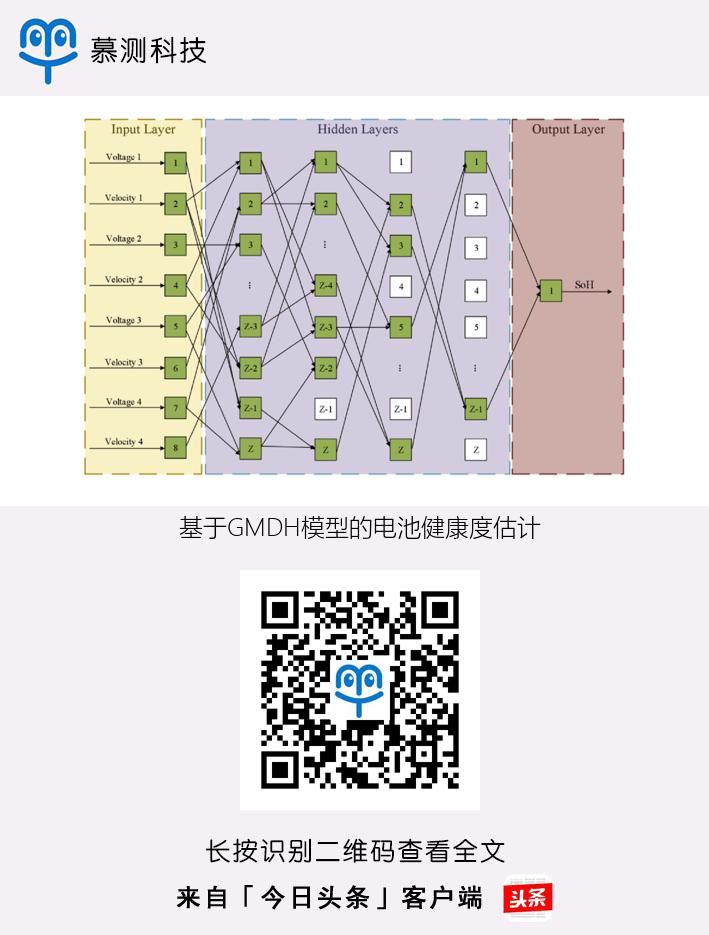 慕测科技
Input Layer
Hidden Layers
Output Layer
Voltage 1
1
1
1
1
1
Velocity 1
2
2
2
2
2
Voltage 2
3
3
⋮
3
3
Velocity 2
4
⋮
Z-4
4
4
1
SoH
Voltage 3
5
Z-3
Z-3
5
5
Velocity 3
6
Z-2
Z-2
⋮
⋮
Voltage 4
7
Z-1
Z-1
Z-1
Z-1
Velocity 4
8
Z
Z
Z
Z
基于GMDH模型的电池健康度估计
长按识别二维码查看全文
来自「今日头条」客户端
头条